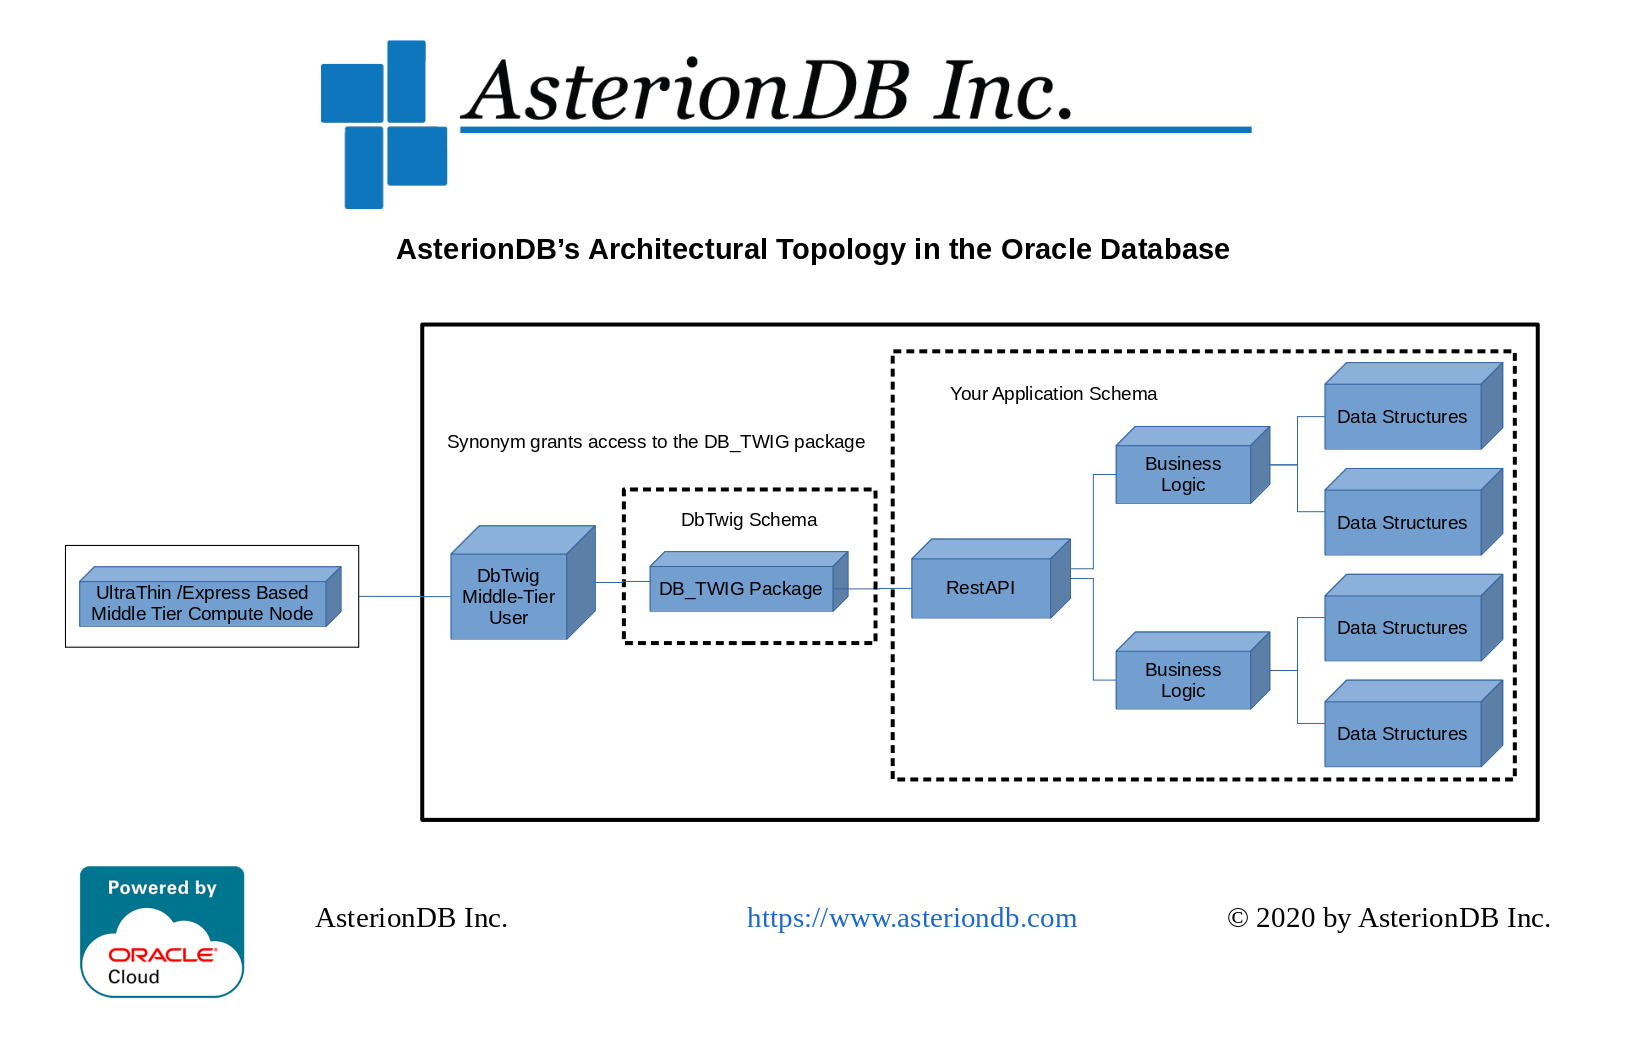 AsterionDB Inc.
AsterionDB’s Architectural Topology in the Oracle Database
Your Application Schema
Synonym grants access to the DB_TWIG package
DbTwig Schema
UltraThin /Express Based
Middle Tier Compute Node
DbTwig
Middle-Tier
User
DB_TWIG Package
RestAPI
Business
Logic
Business
Logic
Data Structures
Data Structures
Data Structures
Data Structures
Powered by
ORACLE®
Cloud
AsterionDB Inc.
https://www.asteriondb.com
© 2020 by AsterionDB Inc.